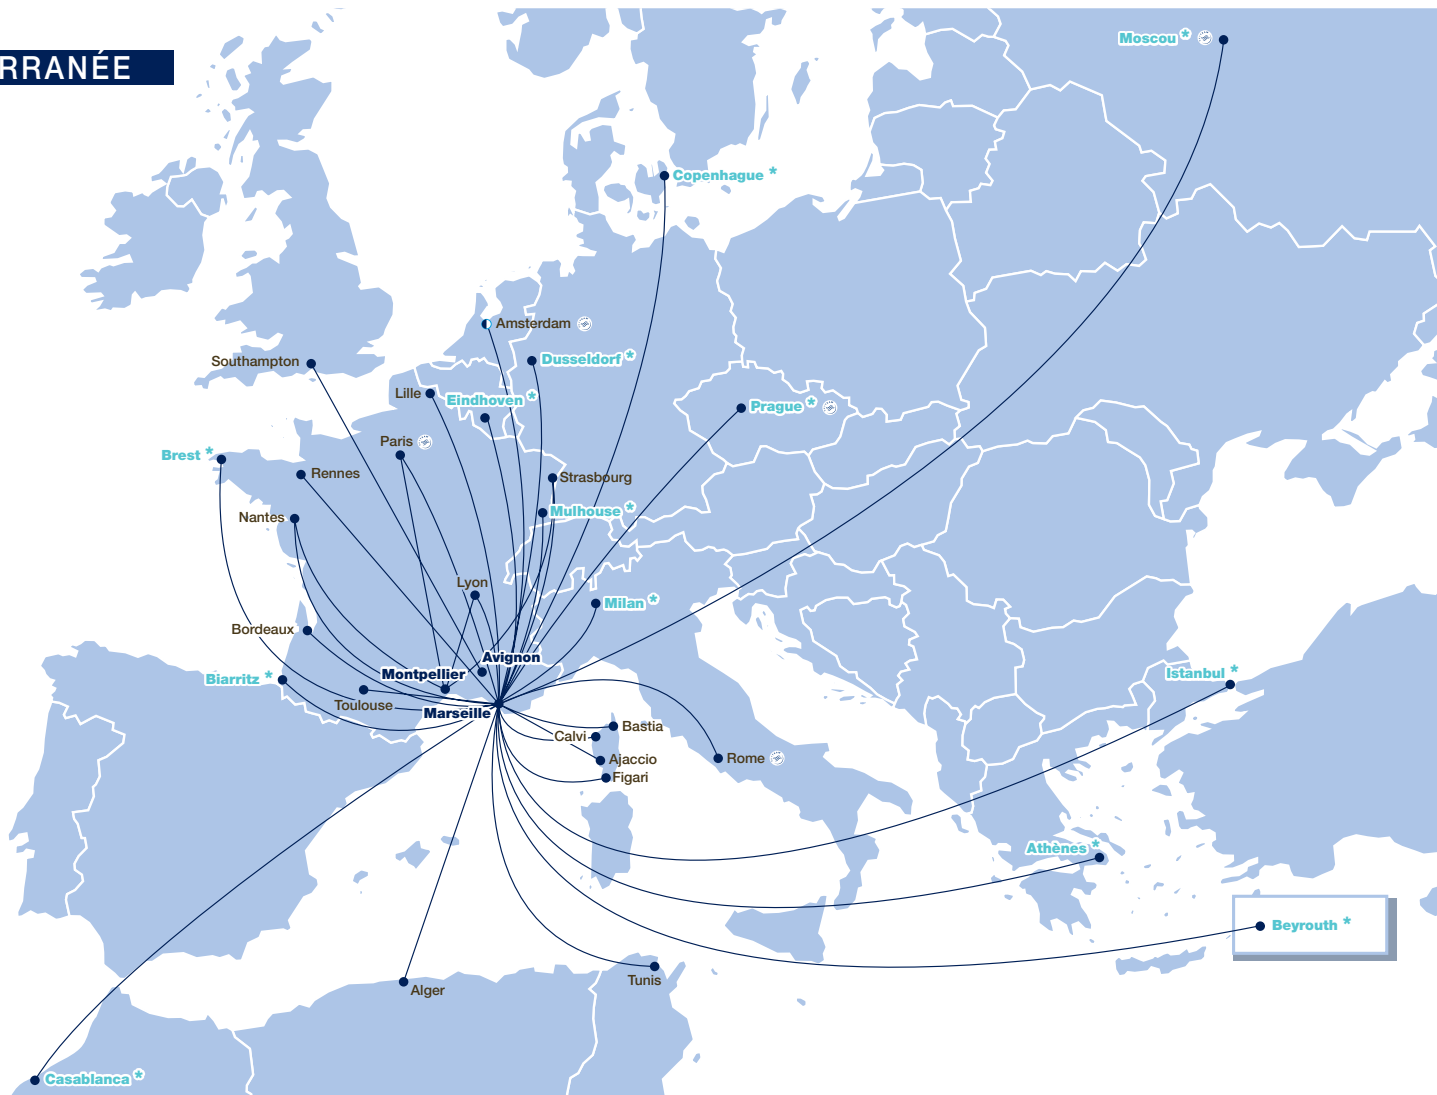 RRANÉE
Moscou *
Copenhague *
Amsterdam
Southampton
Dusseldorf *
Lille
Eindhoven *
Prague *
Paris
Brest *
Rennes
Strasbourg
Nantes
Mulhouse *
Lyon
Milan *
Bordeaux
Avignon
Montpellier
Biarritz *
Istanbul *
Toulouse
Marseille
Bastia
Calvi
Ajaccio
Rome
Figari
Athènes *
Beyrouth *
Tunis
Alger
Casablanca *